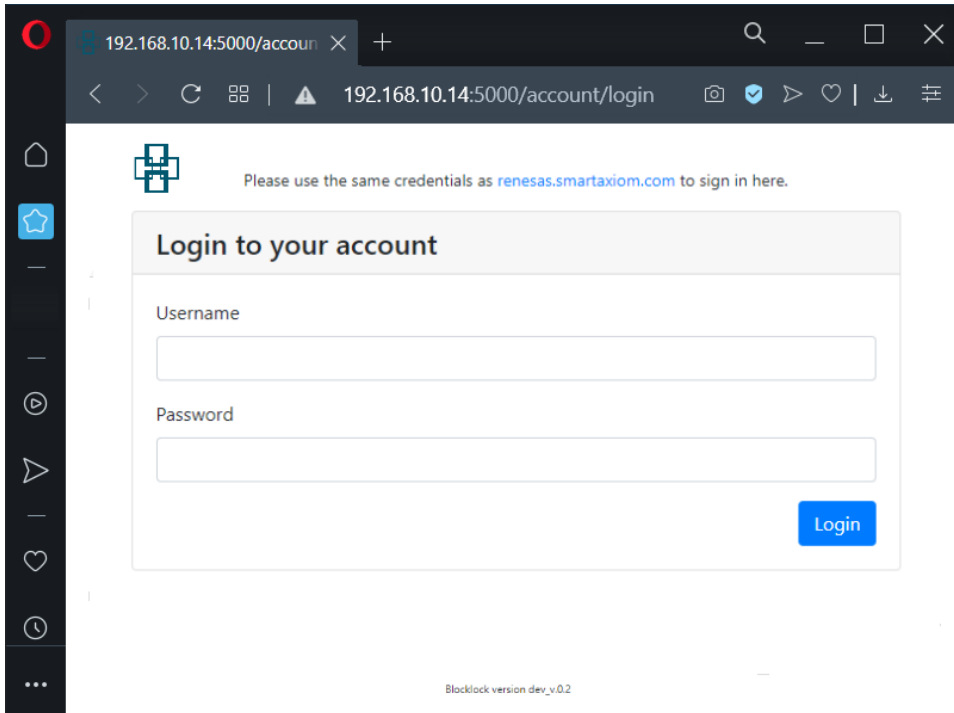 192.168.10.14:5000/accoun
192.168.10.14:5000/account/login
Please use the same credentials as renesas.smartaxiom.com to sign in here.
Login to your account
Username
Password
Login
Blocklock version dev_v.0.2